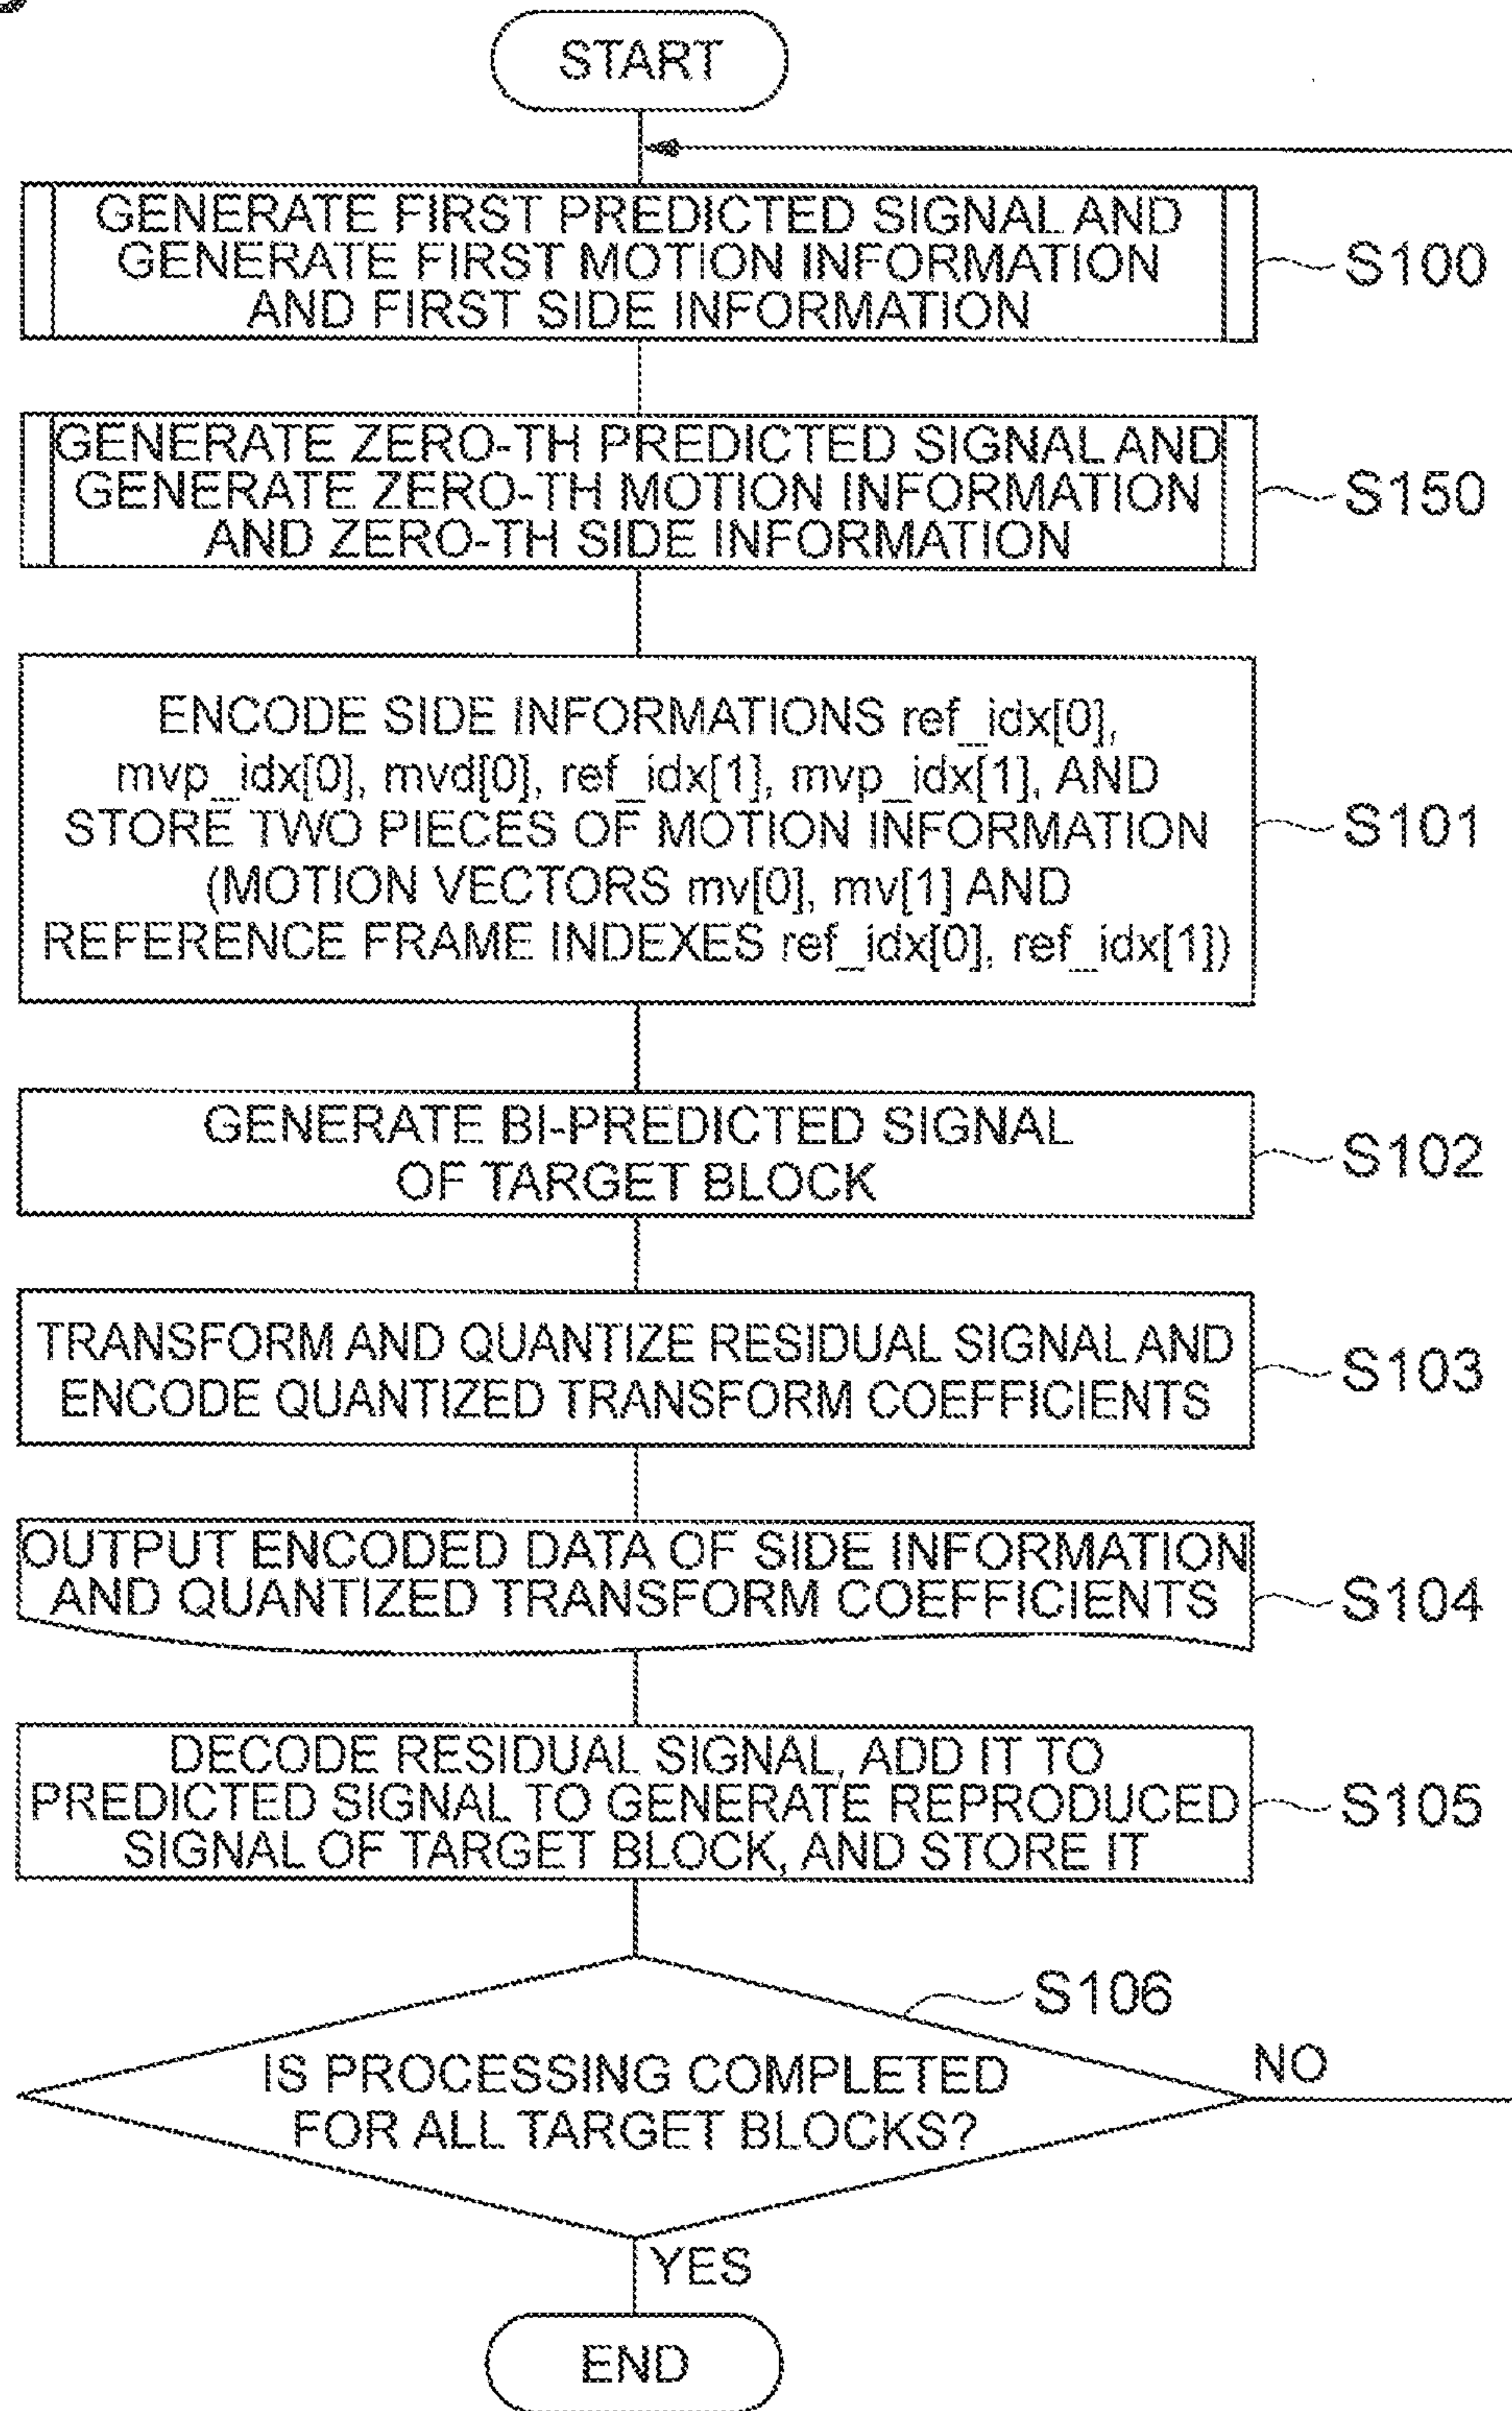 START
GENERATE FIRST PREDICTED SIGNAL AND
GENERATE FIRST MOTION INFORMATION
AND FIRST SIDE INFORMATION
S100
GENERATE ZERO-TH PREDICTED SIGNAL AND
GENERATE ZERO-TH MOTION INFORMATION
AND ZERO-TH SIDE INFORMATION
S150
ENCODE SIDE INFORMATIONS ref_idx[0],
mvp_idx[0], mvd[0], ref_idx[1], mvp_idx[1], AND
STORE TWO PIECES OF MOTION INFORMATION
(MOTION VECTORS mv[0], mv[1] AND
REFERENCE FRAME INDEXES ref_idx[0], ref_idx[1])
S101
GENERATE BI-PREDICTED SIGNAL
OF TARGET BLOCK
S102
TRANSFORM AND QUANTIZE RESIDUAL SIGNAL AND
ENCODE QUANTIZED TRANSFORM COEFFICIENTS
S103
OUTPUT ENCODED DATA OF SIDE INFORMATION
AND QUANTIZED TRANSFORM COEFFICIENTS
S104
DECODE RESIDUAL SIGNAL, ADD IT TO
PREDICTED SIGNAL TO GENERATE REPRODUCED
SIGNAL OF TARGET BLOCK, AND STORE IT
S105
S106
IS PROCESSING COMPLETED
FOR ALL TARGET BLOCKS?
NO
YES
END